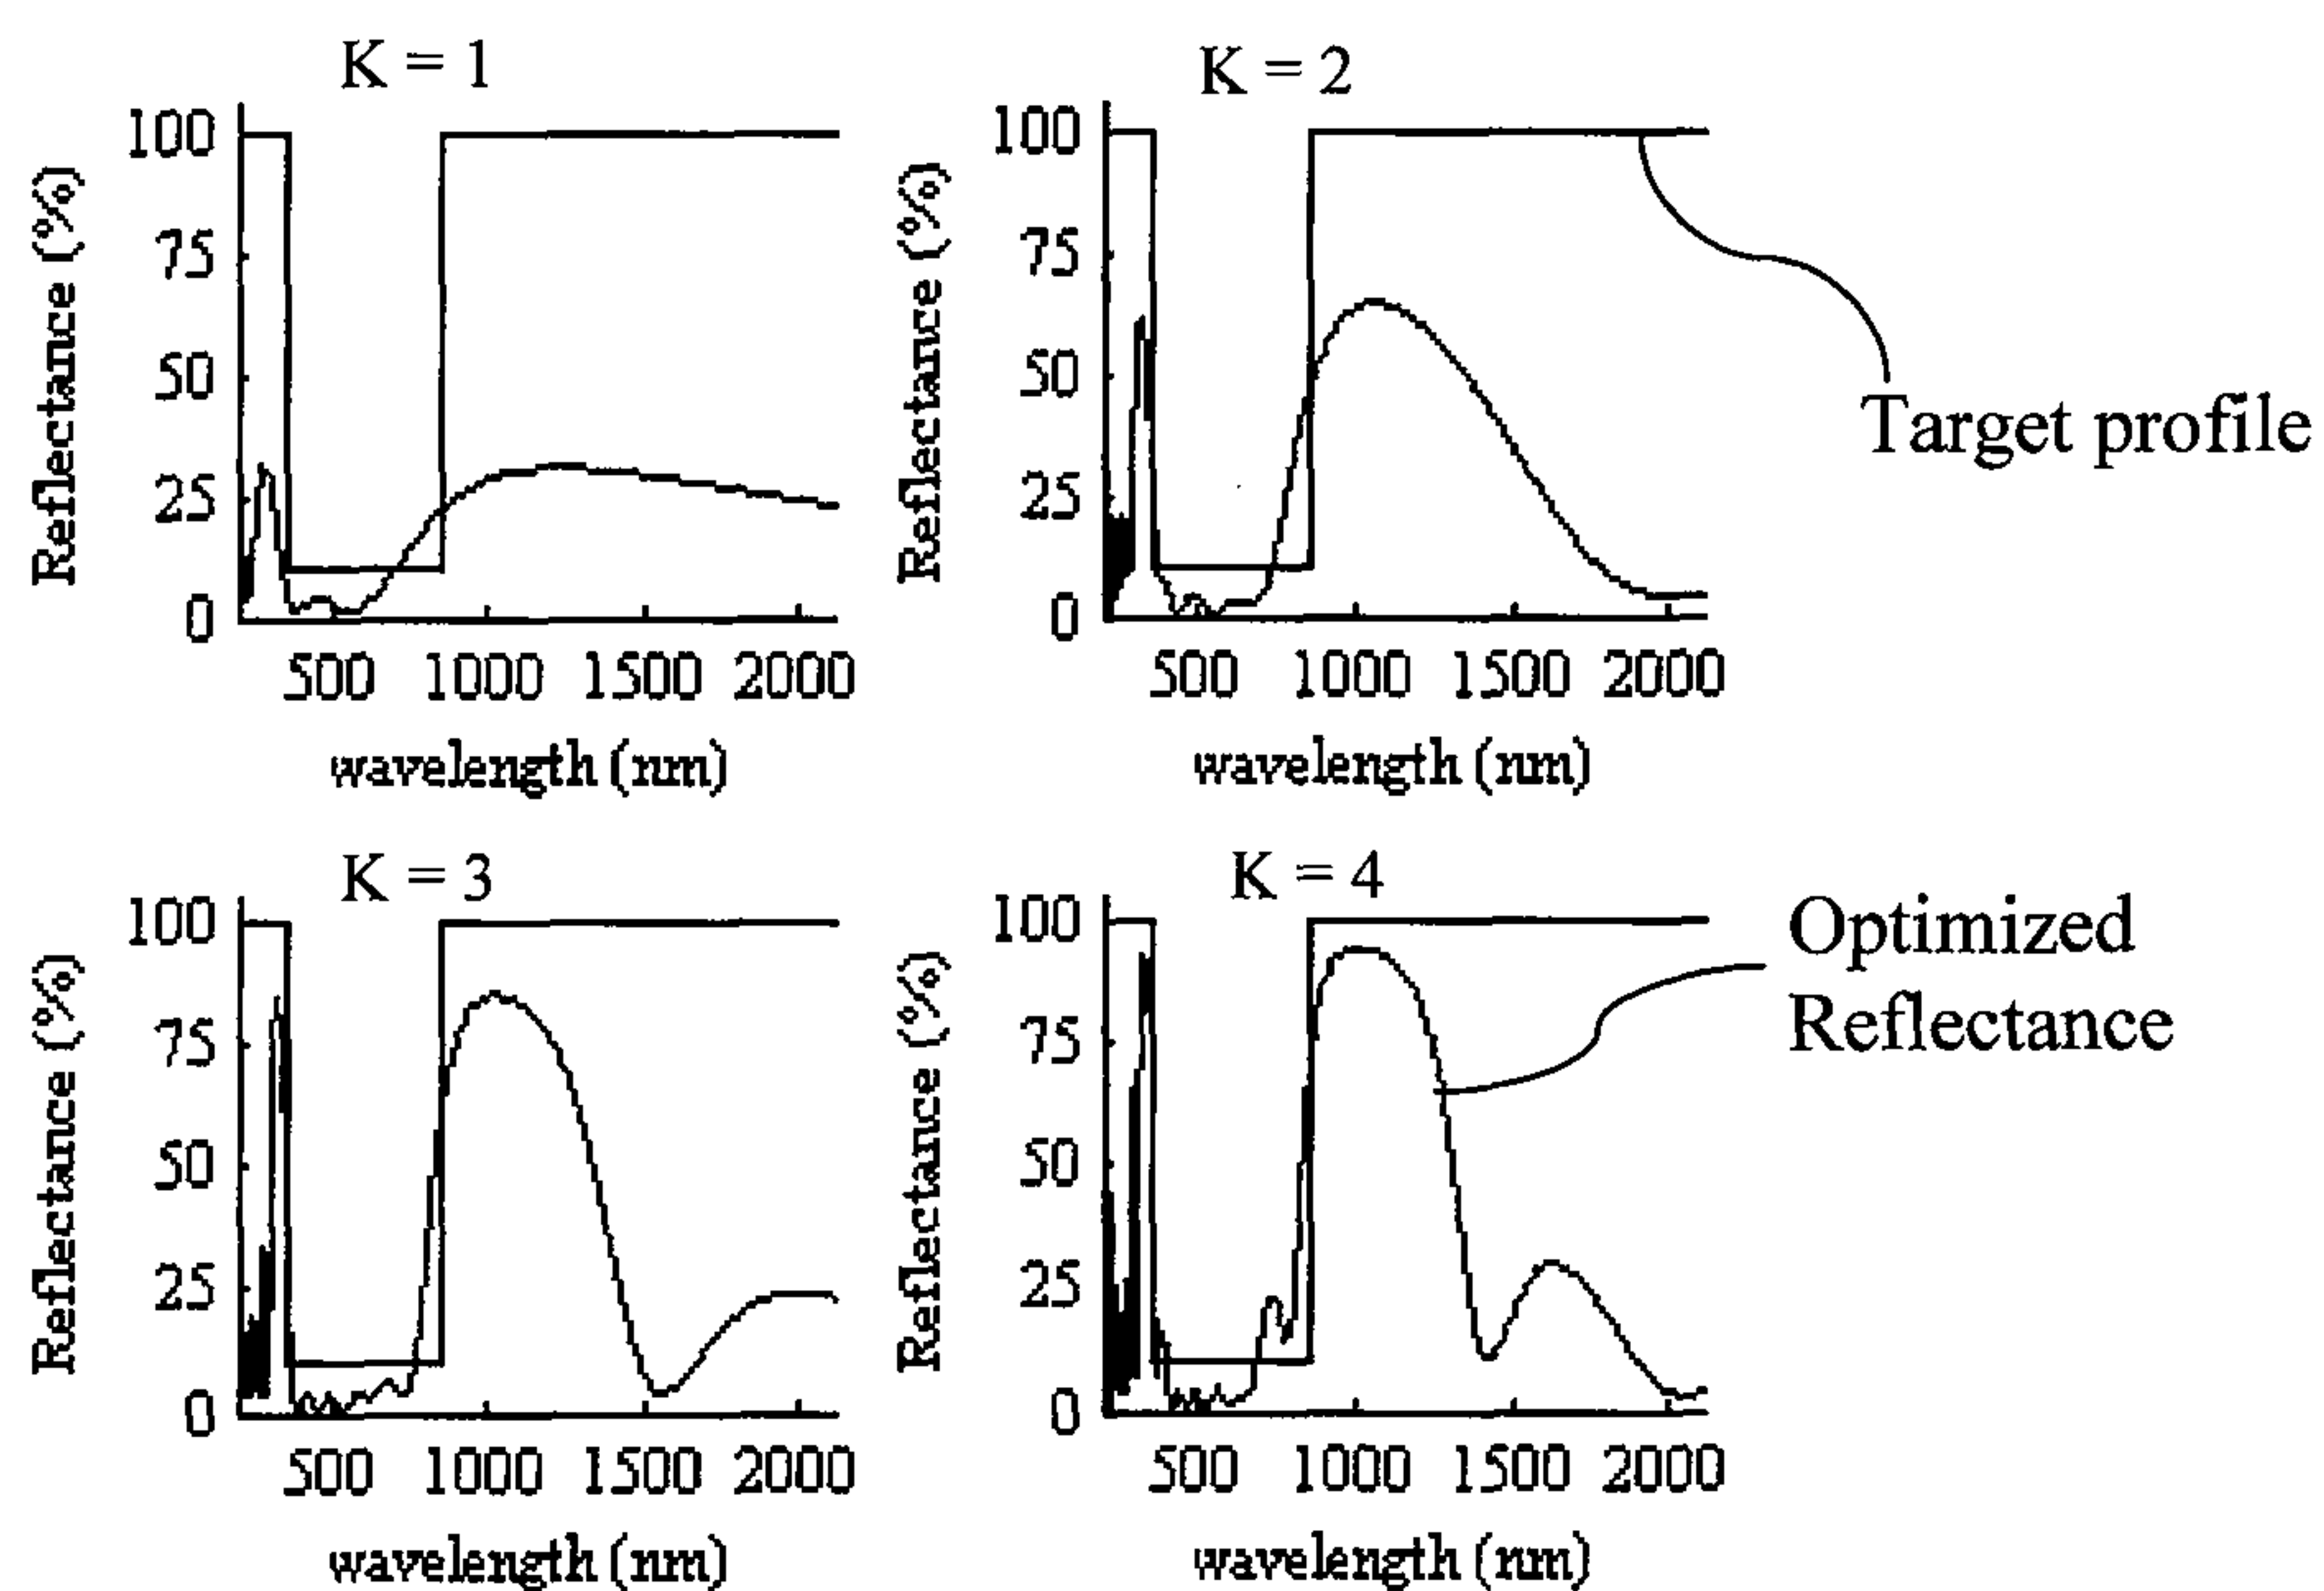 K = 1
Reflectance (%)
100
75
50
25
0
500 1000 1500 2000
wavelength (nm)
K = 2
Reflectance (%)
100
75
50
25
0
500 1000 1500 2000
wavelength (nm)
Target profile
K = 3
Reflectance (%)
100
75
50
25
0
500 1000 1500 2000
wavelength (nm)
K = 4
Reflectance (%)
100
75
50
25
0
500 1000 1500 2000
wavelength (nm)
Optimized
Reflectance